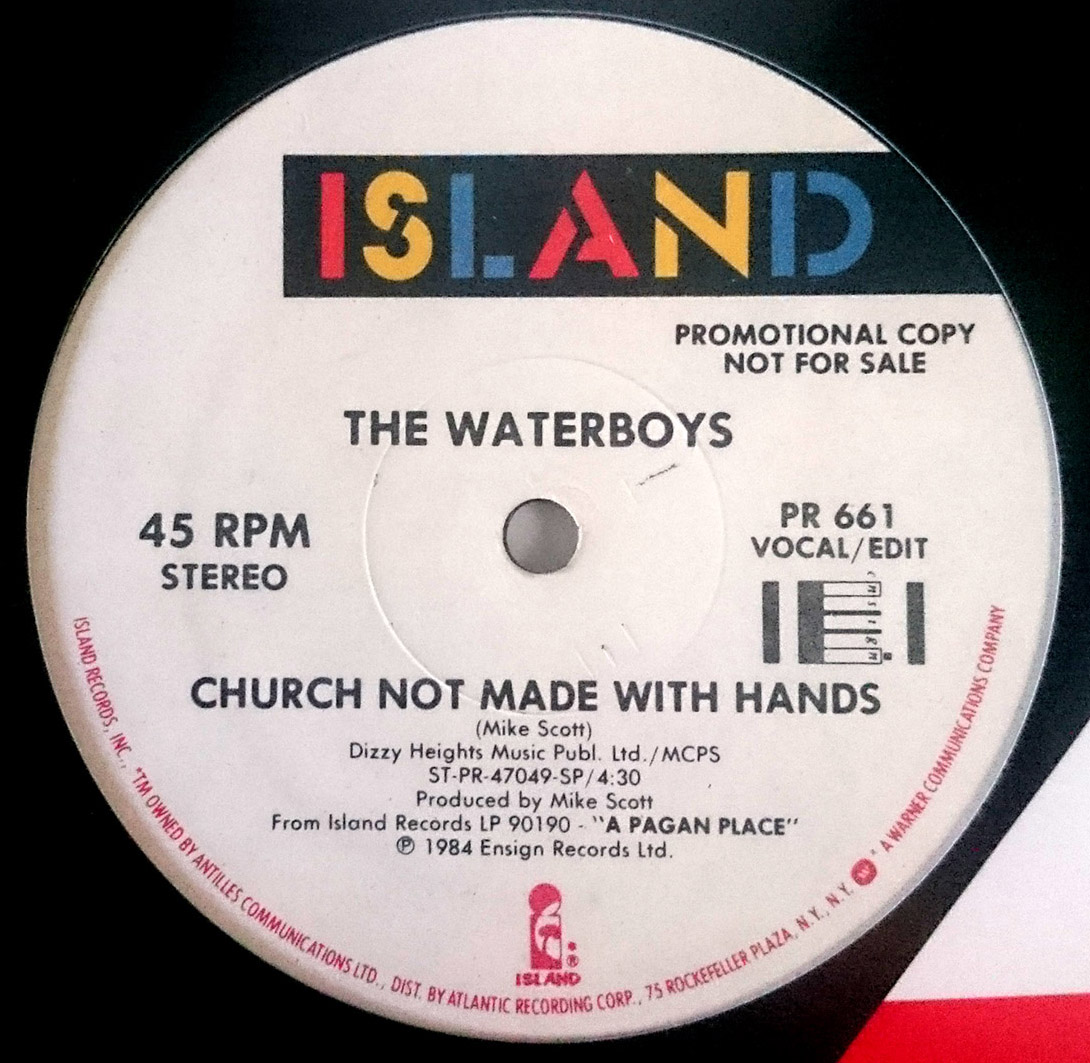 ISLAND
PROMOTIONAL COPY
NOT FOR SALE
THE WATERBOYS
45 RPM
STEREO
PR 661
VOCAL/EDIT
CHURCH NOT MADE WITH HANDS
(Mike Scott)
Dizzy Heights Music Publ. Ltd./MCPS
ST-PR-47049-SP/4:30
Produced by Mike Scott
From Island Records LP 90190 - "A PAGAN PLACE"
℗ 1984 Ensign Records Ltd.
ISLAND®
ISLAND RECORDS, INC., *TM OWNED BY ANTILLES COMMUNICATIONS LTD., DIST. BY ATLANTIC RECORDING CORP., 75 ROCKEFELLER PLAZA, N.Y., N.Y. * A WARNER COMMUNICATIONS COMPANY